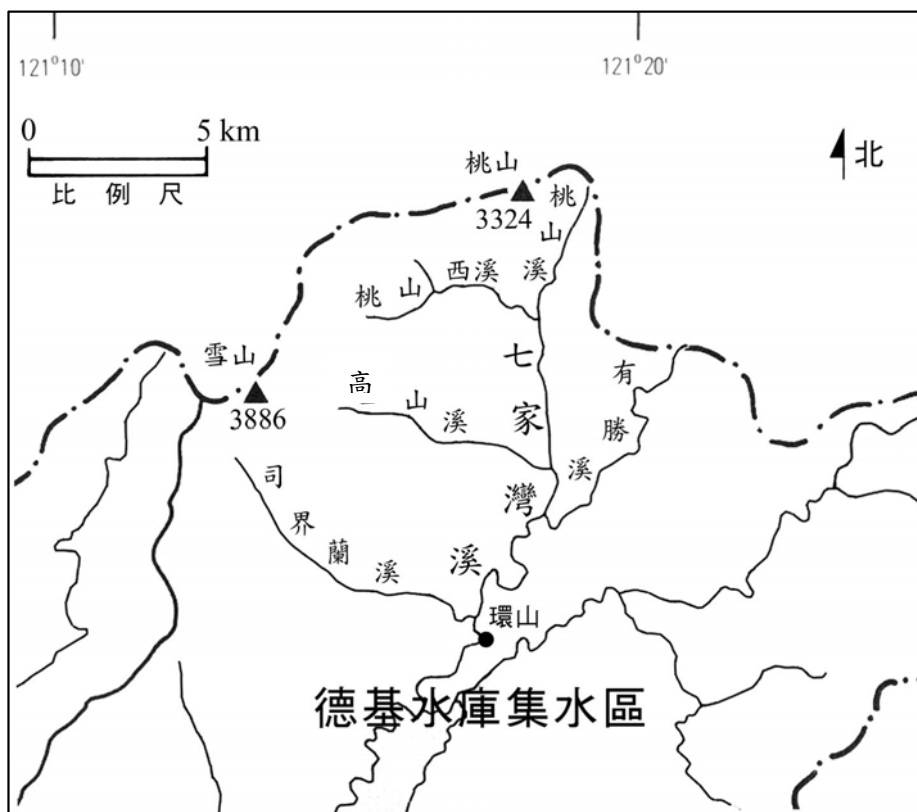 121°10'
121°20'
0 5 km
比例尺
北
桃山
3324
桃山溪
桃山西溪
雪山
3886
高山溪
七家灣溪
有勝溪
司界蘭溪
環山
德基水庫集水區